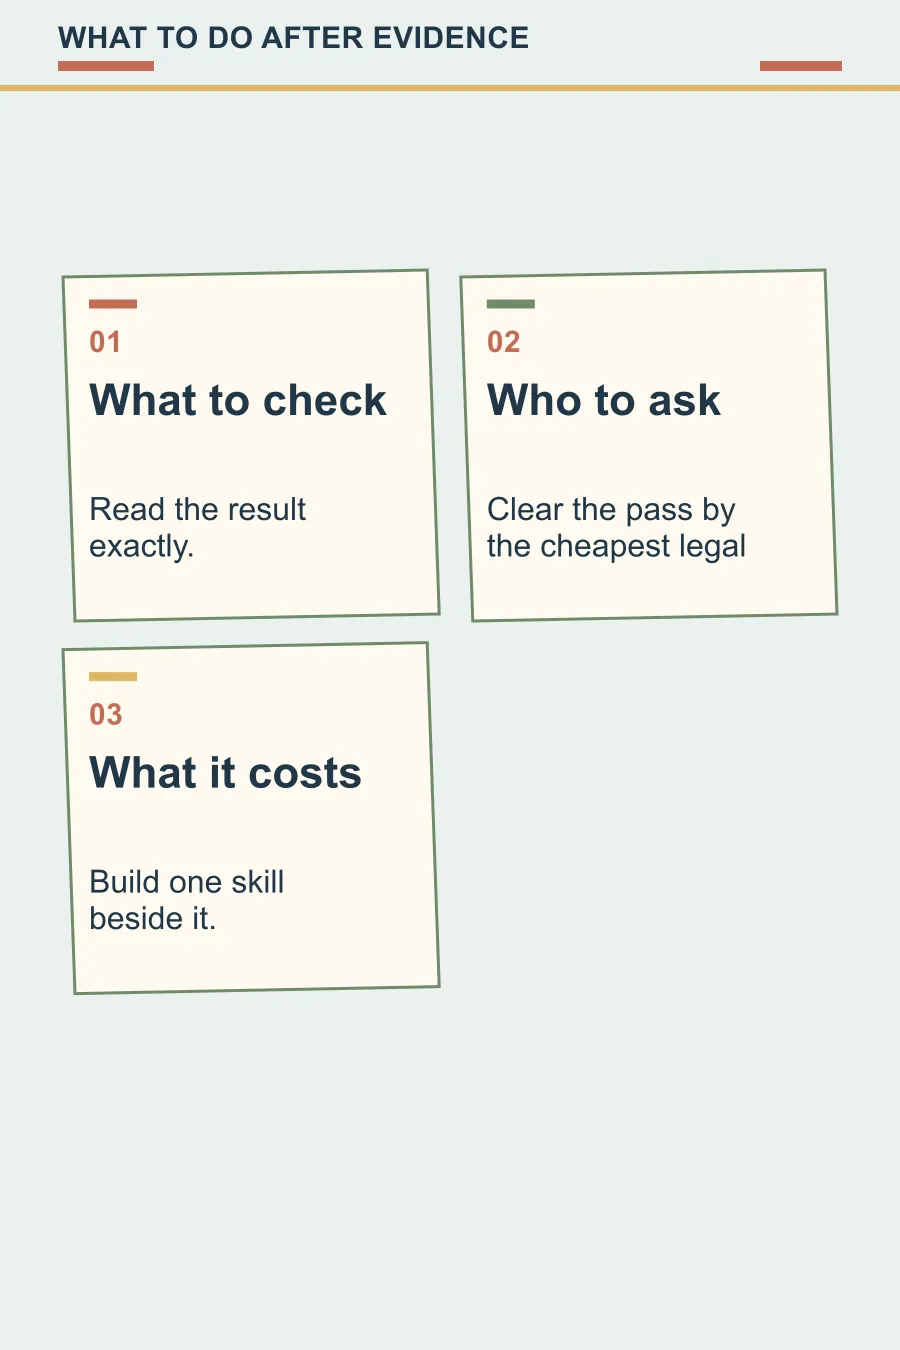 WHAT TO DO AFTER EVIDENCE
01
What to check
Read the result
exactly.
02
Who to ask
Clear the pass by
the cheapest legal
03
What it costs
Build one skill
beside it.